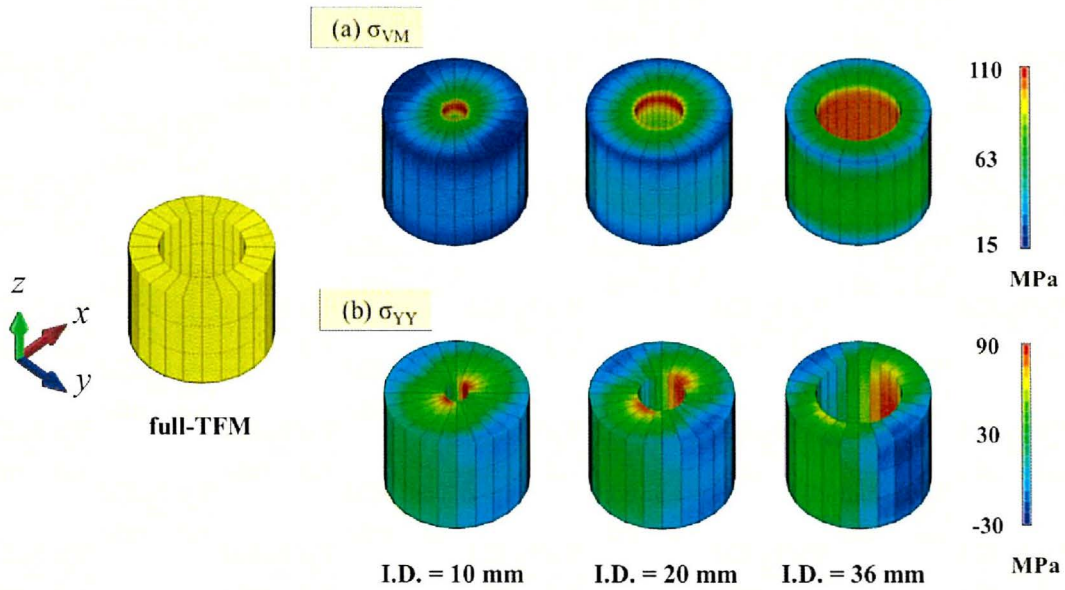 (a) σVM
110
63
15
MPa
z
x
y
full-TFM
(b) σYY
90
30
-30
MPa
I.D. = 10 mm
I.D. = 20 mm
I.D. = 36 mm